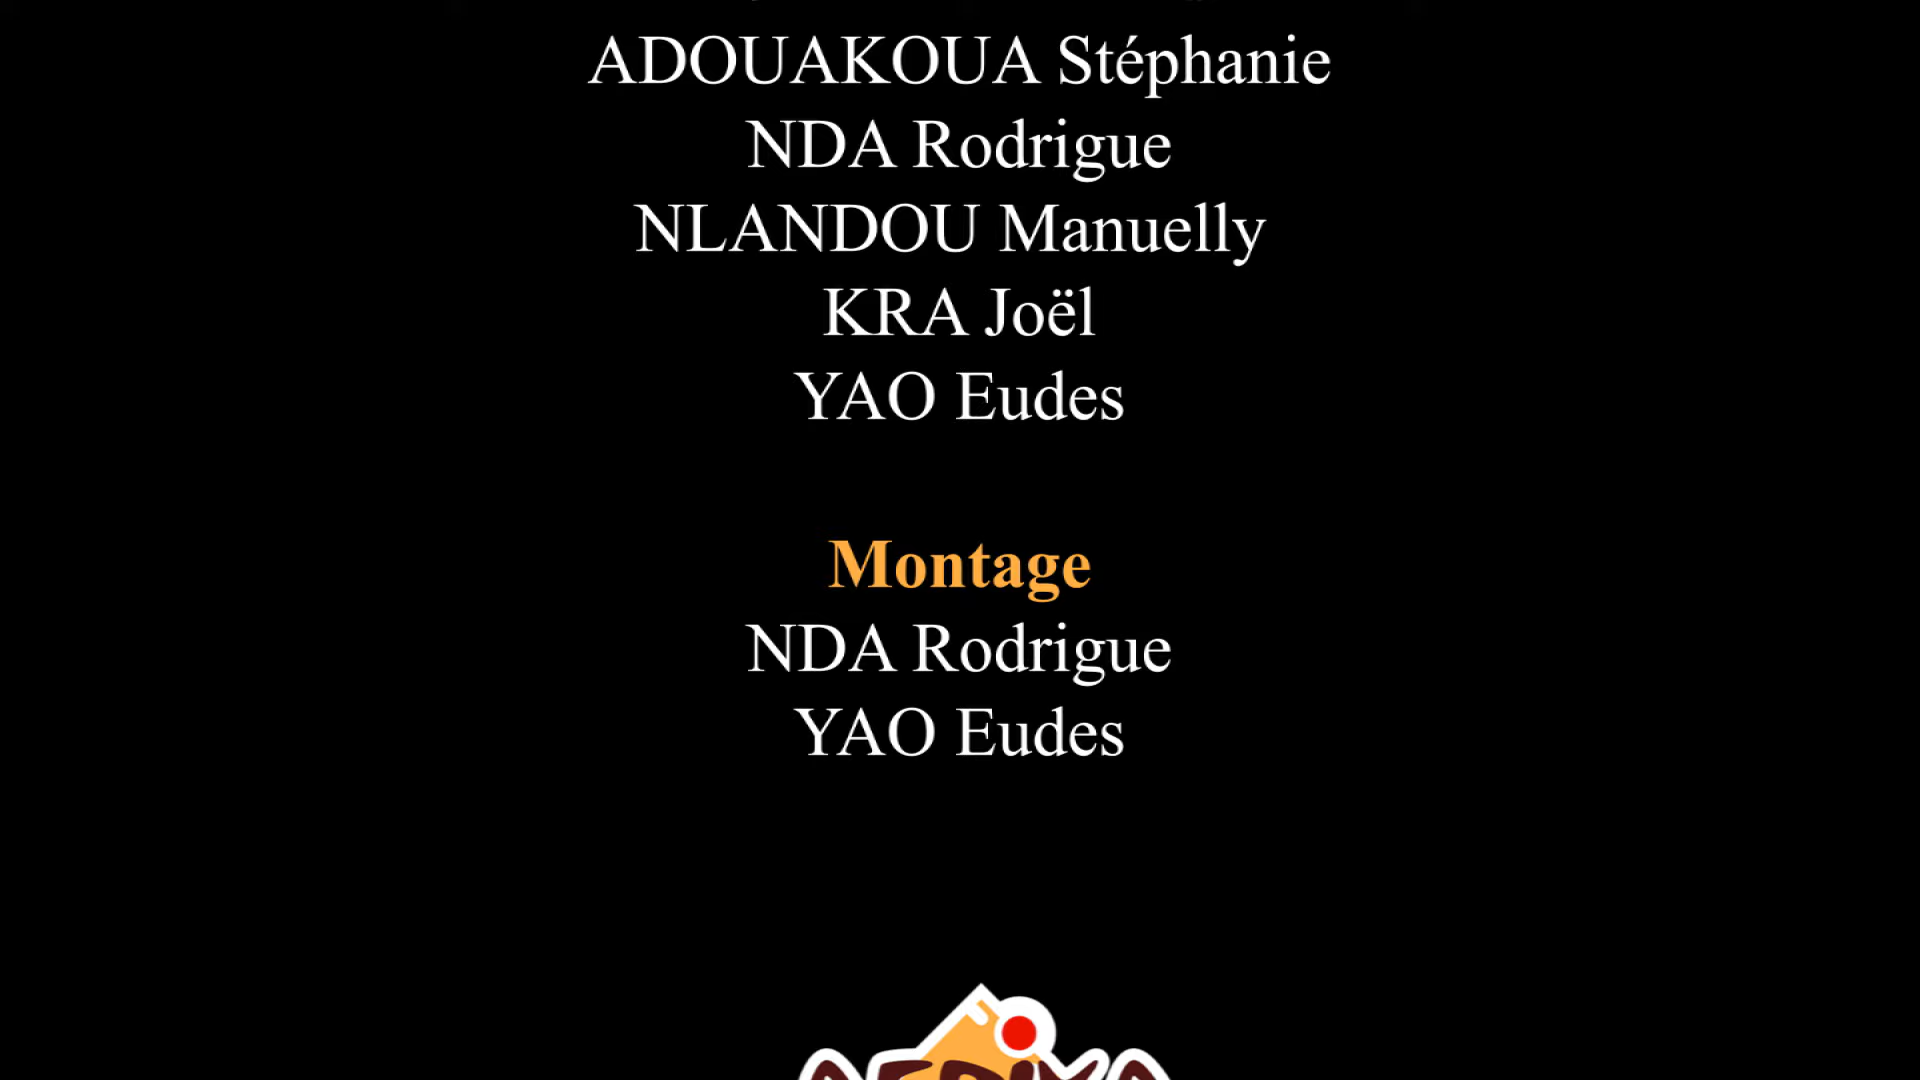 ADOUAKOUA Stéphanie
NDA Rodrigue
NLANDOU Manuelly
KRA Joël
YAO Eudes
Montage
NDA Rodrigue
YAO Eudes